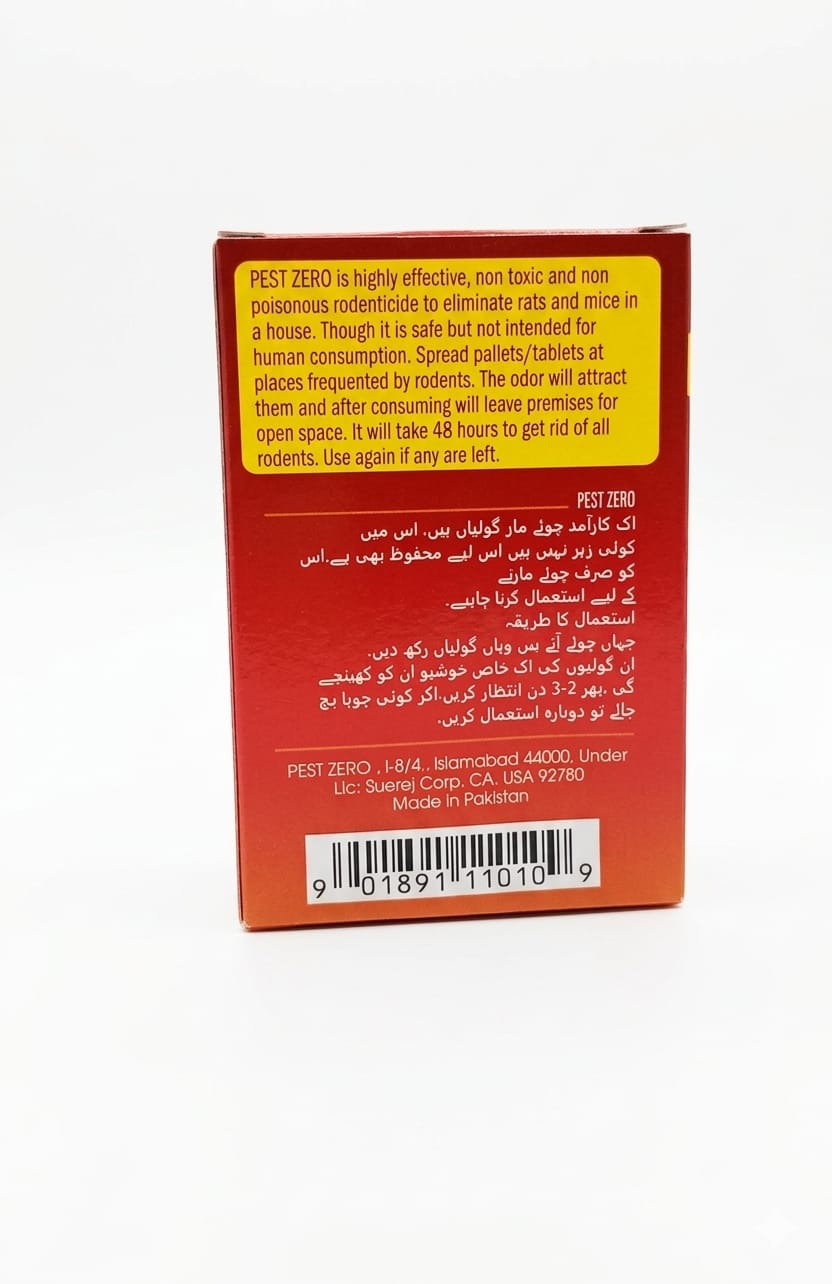 PEST ZERO is highly effective, non toxic and non
poisonous rodenticide to eliminate rats and mice in
a house. Though it is safe but not intended for
human consumption. Spread pallets/tablets at
places frequented by rodents. The odor will attract
them and after consuming will leave premises for
open space. It will take 48 hours to get rid of all
rodents. Use again if any are left.
PEST ZERO
اک کارآمد چوئے مار گولیاں ہیں. اس میں
کوئی زہر نہیں ہیں اس لیے محفوظ بھی ہے.اس
کو صرف چوئے مارنے
کے لیے استعمال کرنا چاہیے.
استعمال کا طریقہ
جہاں چوئے آتے ہس وہاں گولیاں رکھ دیں.
ان گولیوں کی اک خاص خوشبو ان کو کھینچے
گی .پھر 2-3 دن انتظار کریں.اکر کوئی چوہا بچ
جائے تو دوبارہ استعمال کریں.
PEST ZERO , I-8/4,, Islamabad 44000, Under
Llc: Suerej Corp. CA. USA 92780
Made in Pakistan
9 01891 11010 9